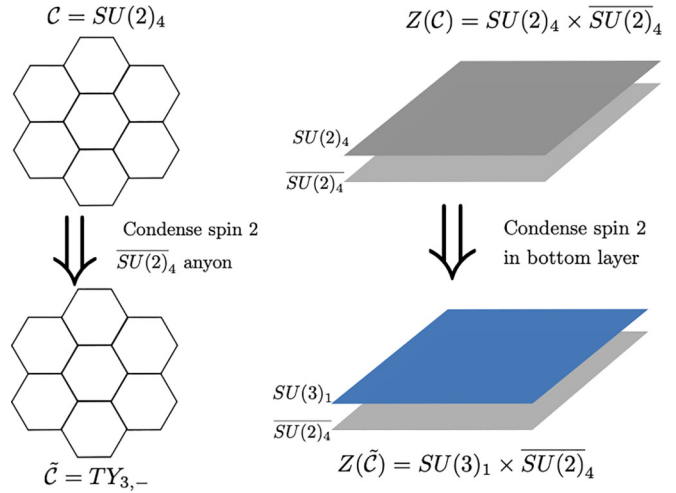 𝒞 = SU(2)₄
Z(𝒞) = SU(2)₄ × \overline{SU(2)}₄
SU(2)₄
\overline{SU(2)}₄
Condense spin 2
\overline{SU(2)}₄ anyon
Condense spin 2
in bottom layer
SU(3)₁
\overline{SU(2)}₄
\tilde{𝒞} = TY₃,₋
Z(\tilde{𝒞}) = SU(3)₁ × \overline{SU(2)}₄